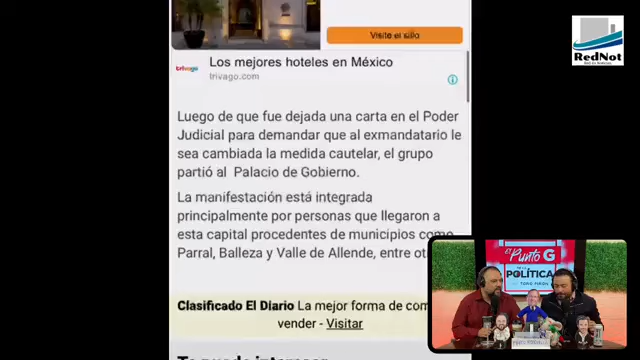 Visite el sitio
RedNot
trivago
Los mejores hoteles en México
trivago.com
Luego de que fue dejada una carta en el Poder
Judicial para demandar que al exmandatario le
sea cambiada la medida cautelar, el grupo
partió al Palacio de Gobierno.
La manifestación está integrada
principalmente por personas que llegaron a
esta capital procedentes de municipios como
Parral, Balleza y Valle de Allende, entre
Clasificado El Diario La mejor forma de
vender - Visitar
El Punto G
POLÍTICA